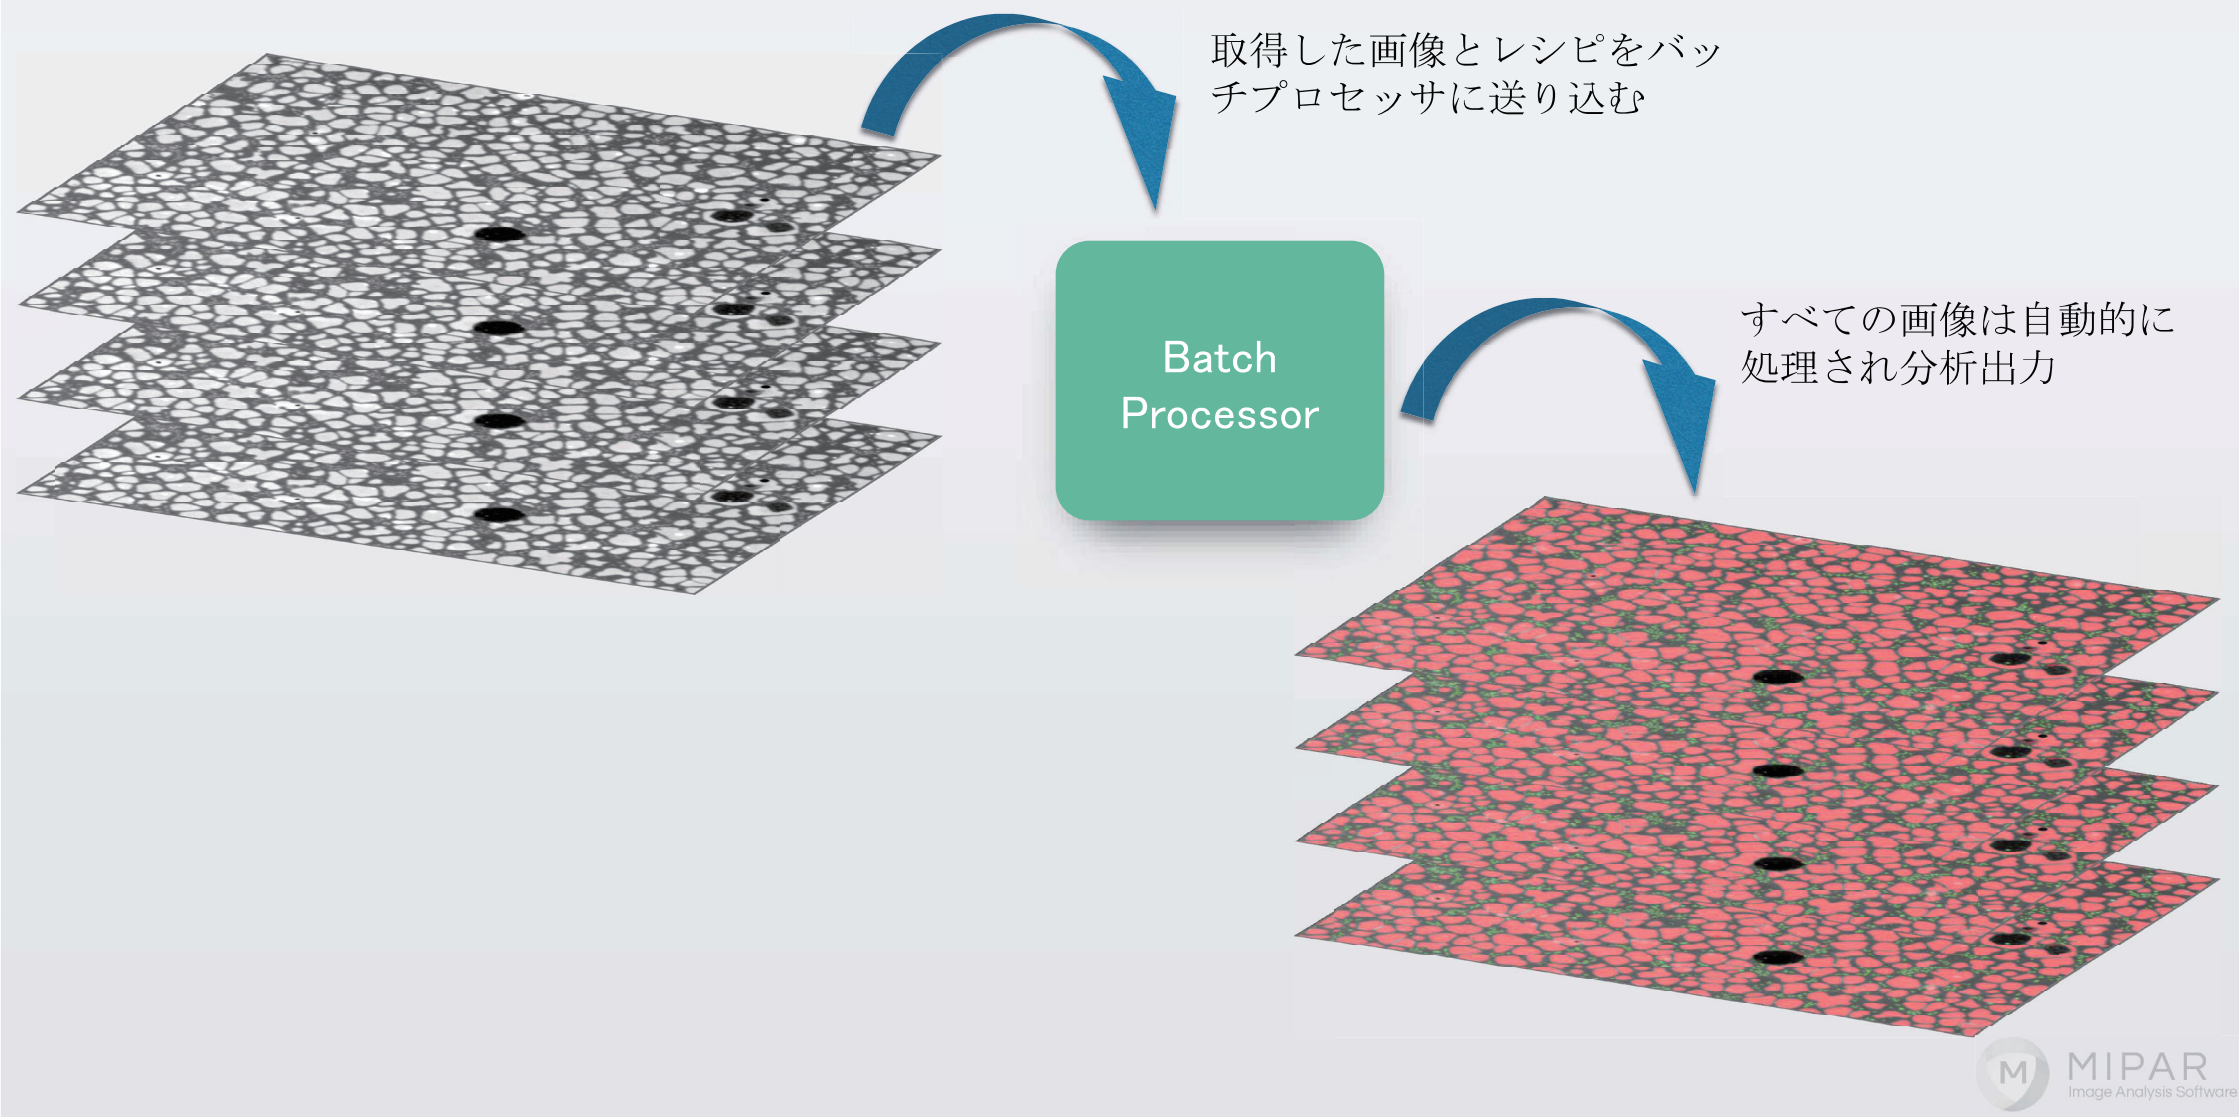 取得した画像とレシピをバッ
チプロセッサに送り込む
Batch
Processor
すべての画像は自動的に
処理され分析出力
M
MIPAR
Image Analysis Software